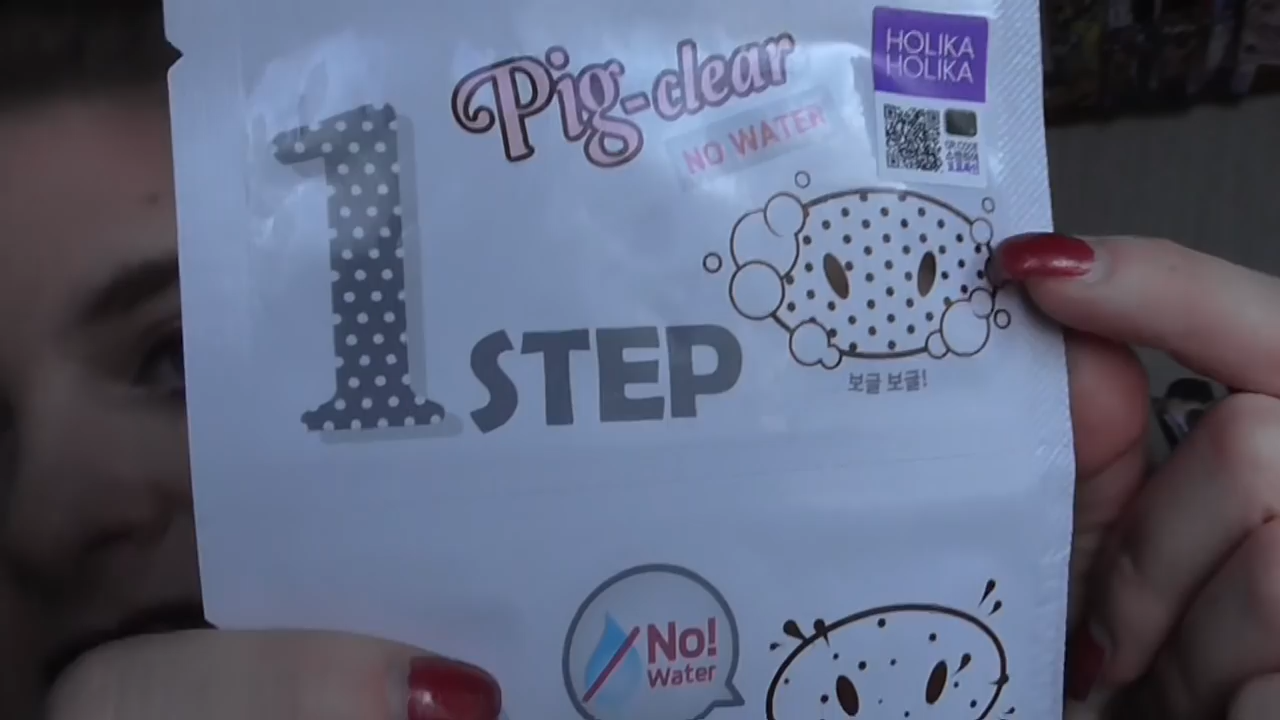 Pig-clear
NO WATER
HOLIKA
HOLIKA
1
STEP
보글 보글!
No!
Water